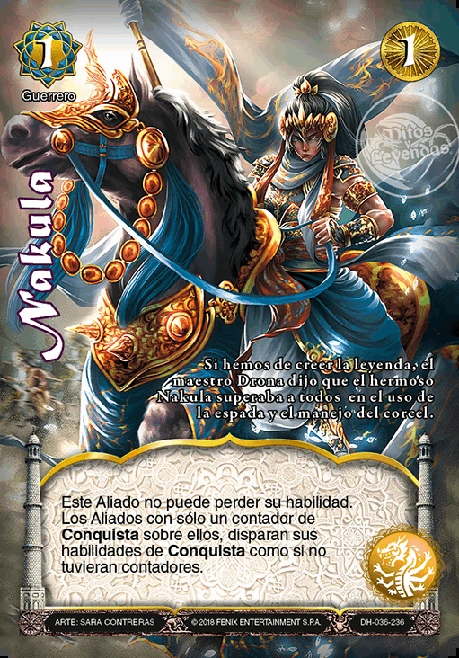 1
1
Guerrero
Mitos y
Leyendas
Nakula
Si hemos de creer la leyenda, el
maestro Drona dijo que el hermoso
Nakula superaba a todos en el uso de
la espada y el manejo del corcel.
Este Aliado no puede perder su habilidad.
Los Aliados con sólo un contador de
Conquista sobre ellos, disparan sus
habilidades de Conquista como si no
tuvieran contadores.
ARTE: SARA CONTRERAS
© 2018 FENIX ENTERTAINMENT S.P.A.
DH-036-236